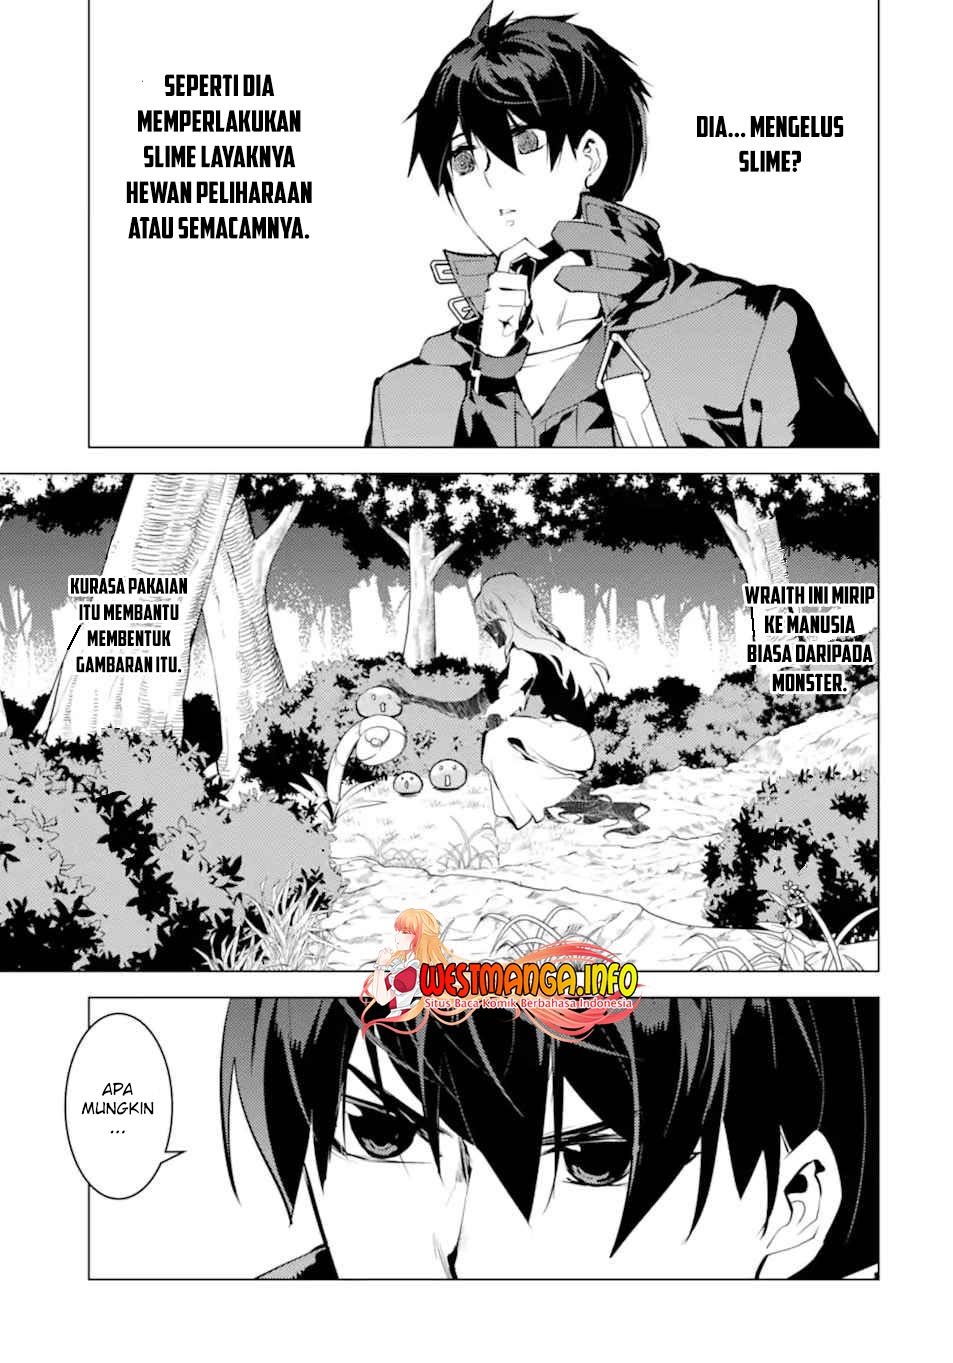 DIA... MENGELUS
SLIME?
SEPERTI DIA
MEMPERLAKUKAN
SLIME LAYAKNYA
HEWAN PELIHARAAN
ATAU SEMACAMNYA.
WRAITH INI MIRIP
KE MANUSIA
BIASA DARIPADA
MONSTER.
KURASA PAKAIAN
ITU MEMBANTU
MEMBENTUK
GAMBARAN ITU.
WESTMANGA.INFO
Situs Baca Komik Berbahasa Indonesia
APA
MUNGKIN
...